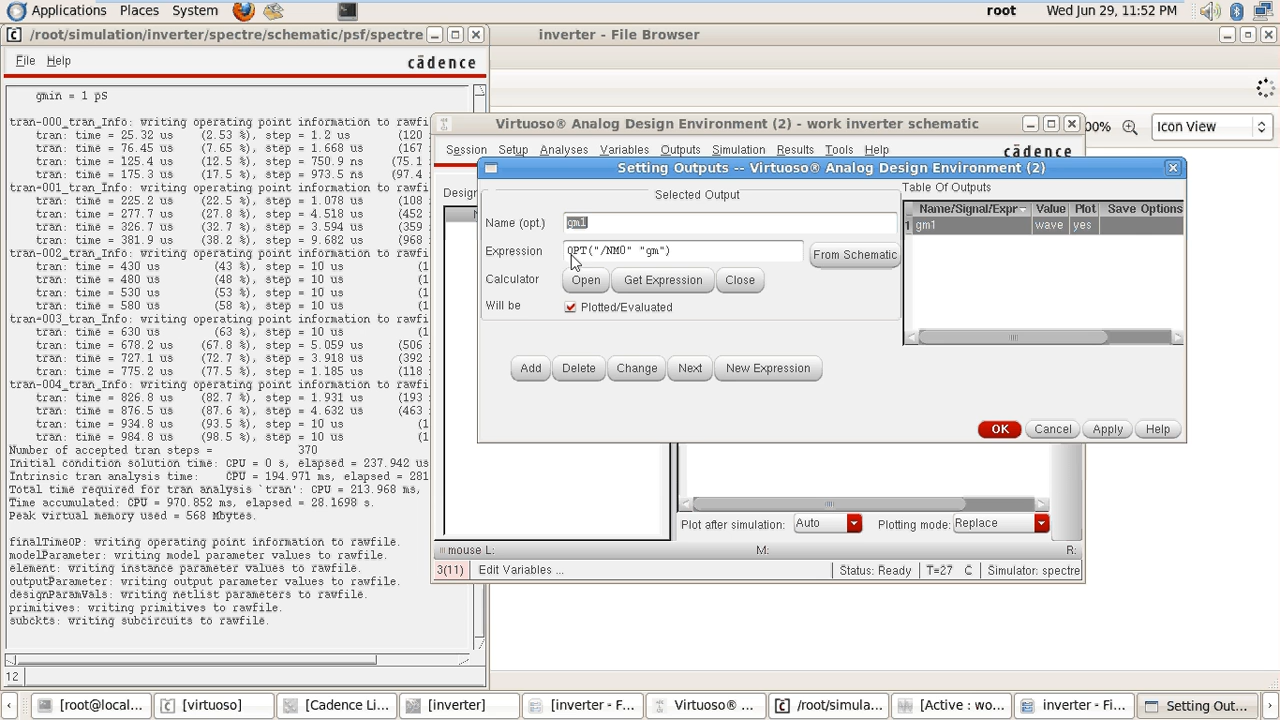 Applications Places System
root Wed Jun 29, 11:52 PM
/root/simulation/inverter/spectre/schematic/psf/spectre
inverter - File Browser
File Help
cādence
00%
Icon View
gmin = 1 pS
tran-000_tran_Info: writing operating point information to rawfi
tran: time = 25.32 us (2.53 %), step = 1.2 us (120
tran: time = 76.45 us (7.65 %), step = 1.668 us (167
tran: time = 125.4 us (12.5 %), step = 750.9 ns (75.1
tran: time = 175.3 us (17.5 %), step = 973.5 ns (97.4
tran-001_tran_Info: writing operating point information to rawfi
tran: time = 225.2 us (22.5 %), step = 1.078 us (108
tran: time = 277.7 us (27.8 %), step = 4.518 us (452
tran: time = 323.6 us (32.4 %), step = 3.594 us (359
tran: time = 381.9 us (38.2 %), step = 9.682 us (968
tran-002_tran_Info: writing operating point information to rawfi
tran: time = 430 us (43 %), step = 10 us (1
tran: time = 480 us (48 %), step = 10 us (1
tran: time = 530 us (53 %), step = 10 us (1
tran: time = 580 us (58 %), step = 10 us (1
tran-003_tran_Info: writing operating point information to rawfi
tran: time = 630 us (63 %), step = 10 us (1
tran: time = 678.2 us (67.8 %), step = 5.059 us (506
tran: time = 727.1 us (72.7 %), step = 3.918 us (392
tran: time = 775.2 us (77.5 %), step = 1.185 us (118
tran-004_tran_Info: writing operating point information to rawfi
tran: time = 826.8 us (82.7 %), step = 1.931 us (193
tran: time = 876.5 us (87.6 %), step = 4.632 us (463
tran: time = 934.8 us (93.5 %), step = 10 us (1
tran: time = 984.8 us (98.5 %), step = 10 us (1
Number of accepted tran steps = 370
Initial condition solution time: CPU = 0 s, elapsed = 237.942 us
Intrinsic tran analysis time: CPU = 194.971 ms, elapsed = 281
Total time required for tran analysis `tran': CPU = 213.968 ms,
Time accumulated: CPU = 970.852 ms, elapsed = 28.1698 s.
Peak virtual memory used = 568 Mbytes.
finalTimeOP: writing operating point information to rawfile.
modelParameter: writing model parameter values to rawfile.
element: writing instance parameter values to rawfile.
outputParameter: writing output parameter values to rawfile.
designParamVals: writing netlist parameters to rawfile.
primitives: writing primitives to rawfile.
subckts: writing subcircuits to rawfile.
12
Virtuoso® Analog Design Environment (2) - work inverter schematic
Session Setup Analyses Variables Outputs Simulation Results Tools Help
cādence
Design
Setting Outputs -- Virtuoso® Analog Design Environment (2)
Selected Output
Name (opt.) gm1
Expression OPT("/NM0" "gm") From Schematic
Calculator Open Get Expression Close
Will be Plotted/Evaluated
Add Delete Change Next New Expression
Table Of Outputs
Name/Signal/Expr Value Plot Save Options
1 gm1 wave yes
OK Cancel Apply Help
Plot after simulation: Auto Plotting mode: Replace
mouse L: M: R:
3(11) Edit Variables ... Status: Ready T=27 C Simulator: spectre
[root@local... [virtuoso] [Cadence Li... [inverter] [inverter - F... Virtuoso® ... /root/simula... [Active : wo... inverter - Fi... Setting Out...